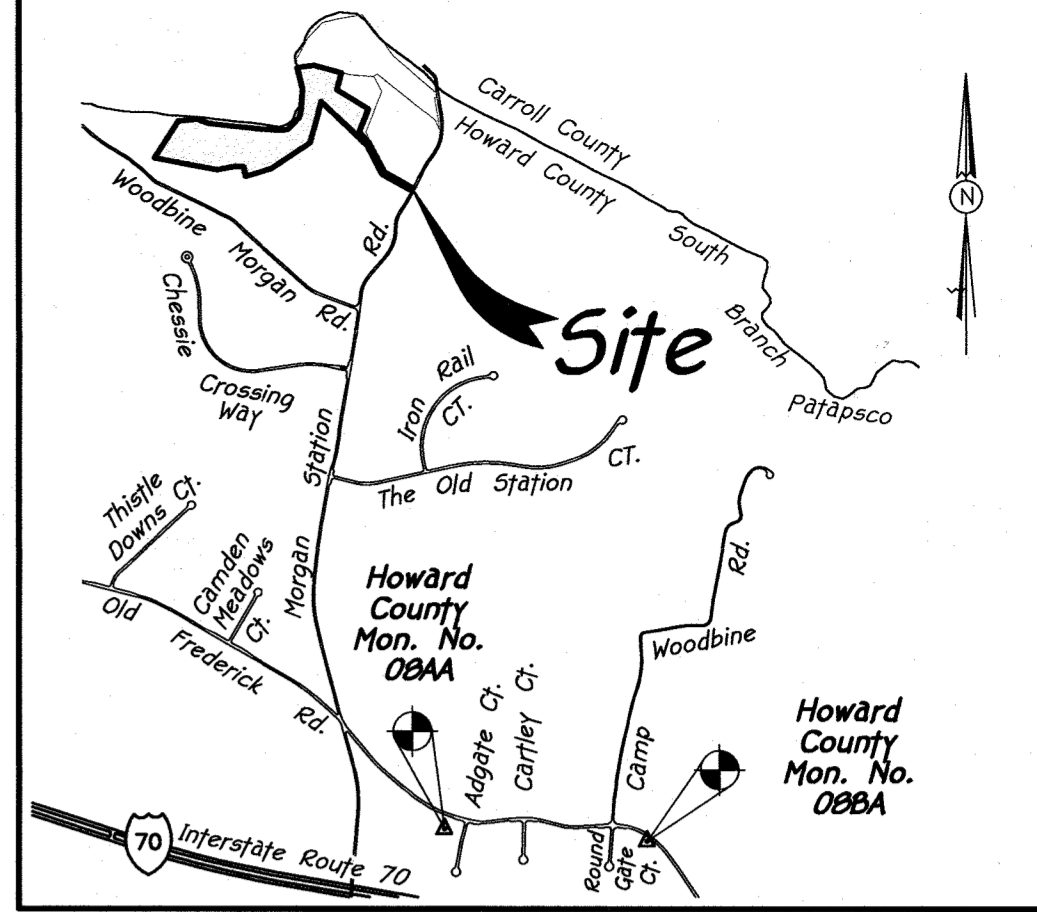 Carroll County
Howard County
South
Branch
Patapsco
N
Woodbine
Morgan
Rd.
Rd.
Site
Chessie
Crossing
Way
Iron
Rail
CT.
Station
The Old Station
CT.
Thistle
Downs Ct.
Camden
Meadows
Ct.
Morgan
Old
Frederick
Rd.
Howard
County
Mon. No.
08AA
Rd.
Woodbine
Camp
Adgate Ct.
Cartley Ct.
Howard
County
Mon. No.
08BA
Round
Gate
Ct.
70
Interstate Route 70